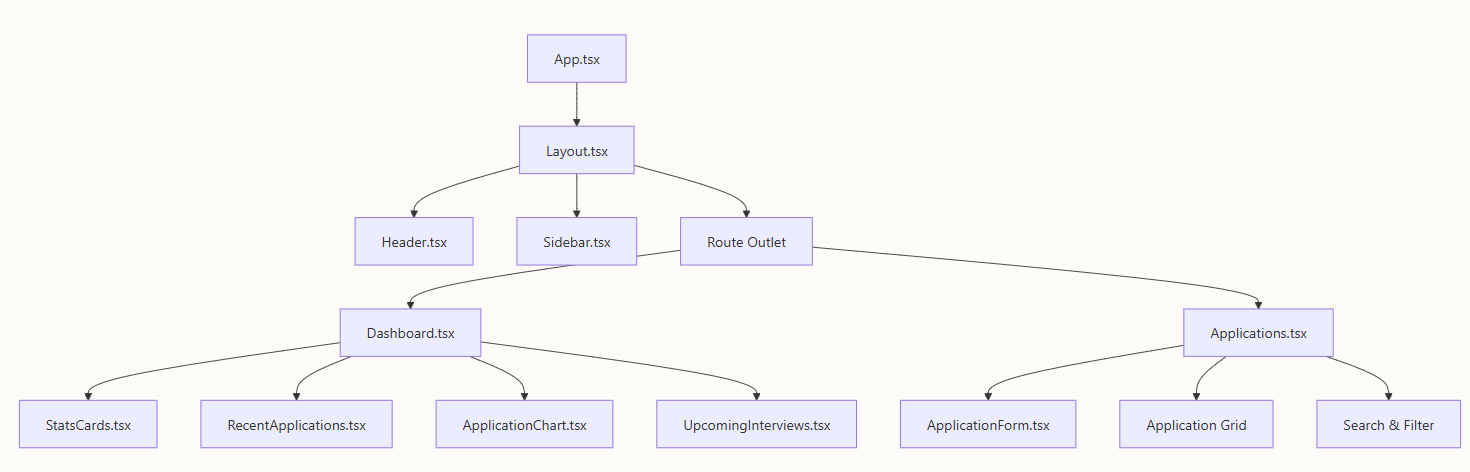 App.tsx
Layout.tsx
Header.tsx
Sidebar.tsx
Route Outlet
Dashboard.tsx
Applications.tsx
StatsCards.tsx
RecentApplications.tsx
ApplicationChart.tsx
UpcomingInterviews.tsx
ApplicationForm.tsx
Application Grid
Search & Filter